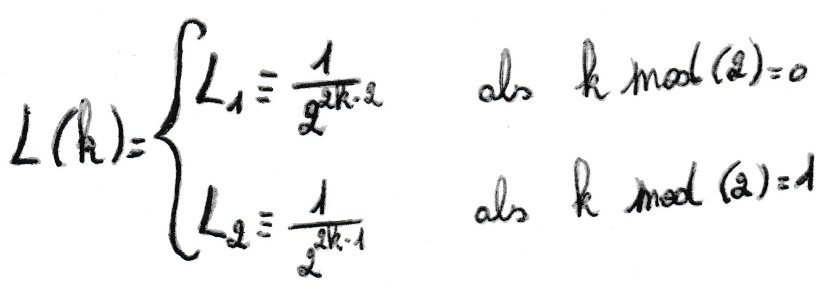 L(k) = { L₁ ≡ 1/2^(2k-2) als k mod (2) = 0
L₂ ≡ 1/2^(2k-1) als k mod (2) = 1